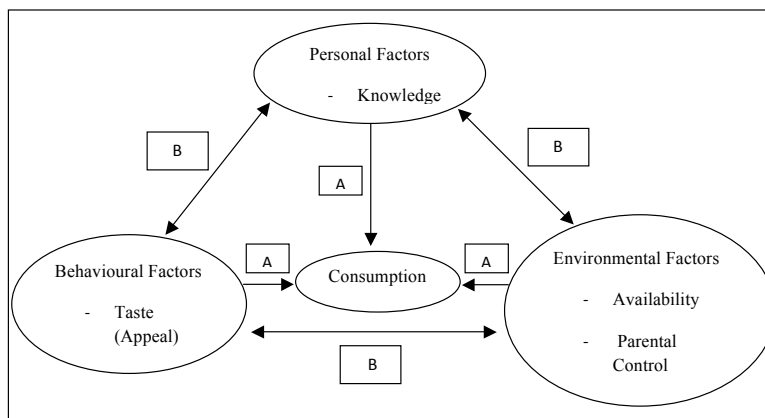 Personal Factors
- Knowledge
B
B
A
Behavioural Factors
- Taste
(Appeal)
A
Consumption
A
Environmental Factors
- Availability
- Parental
Control
B